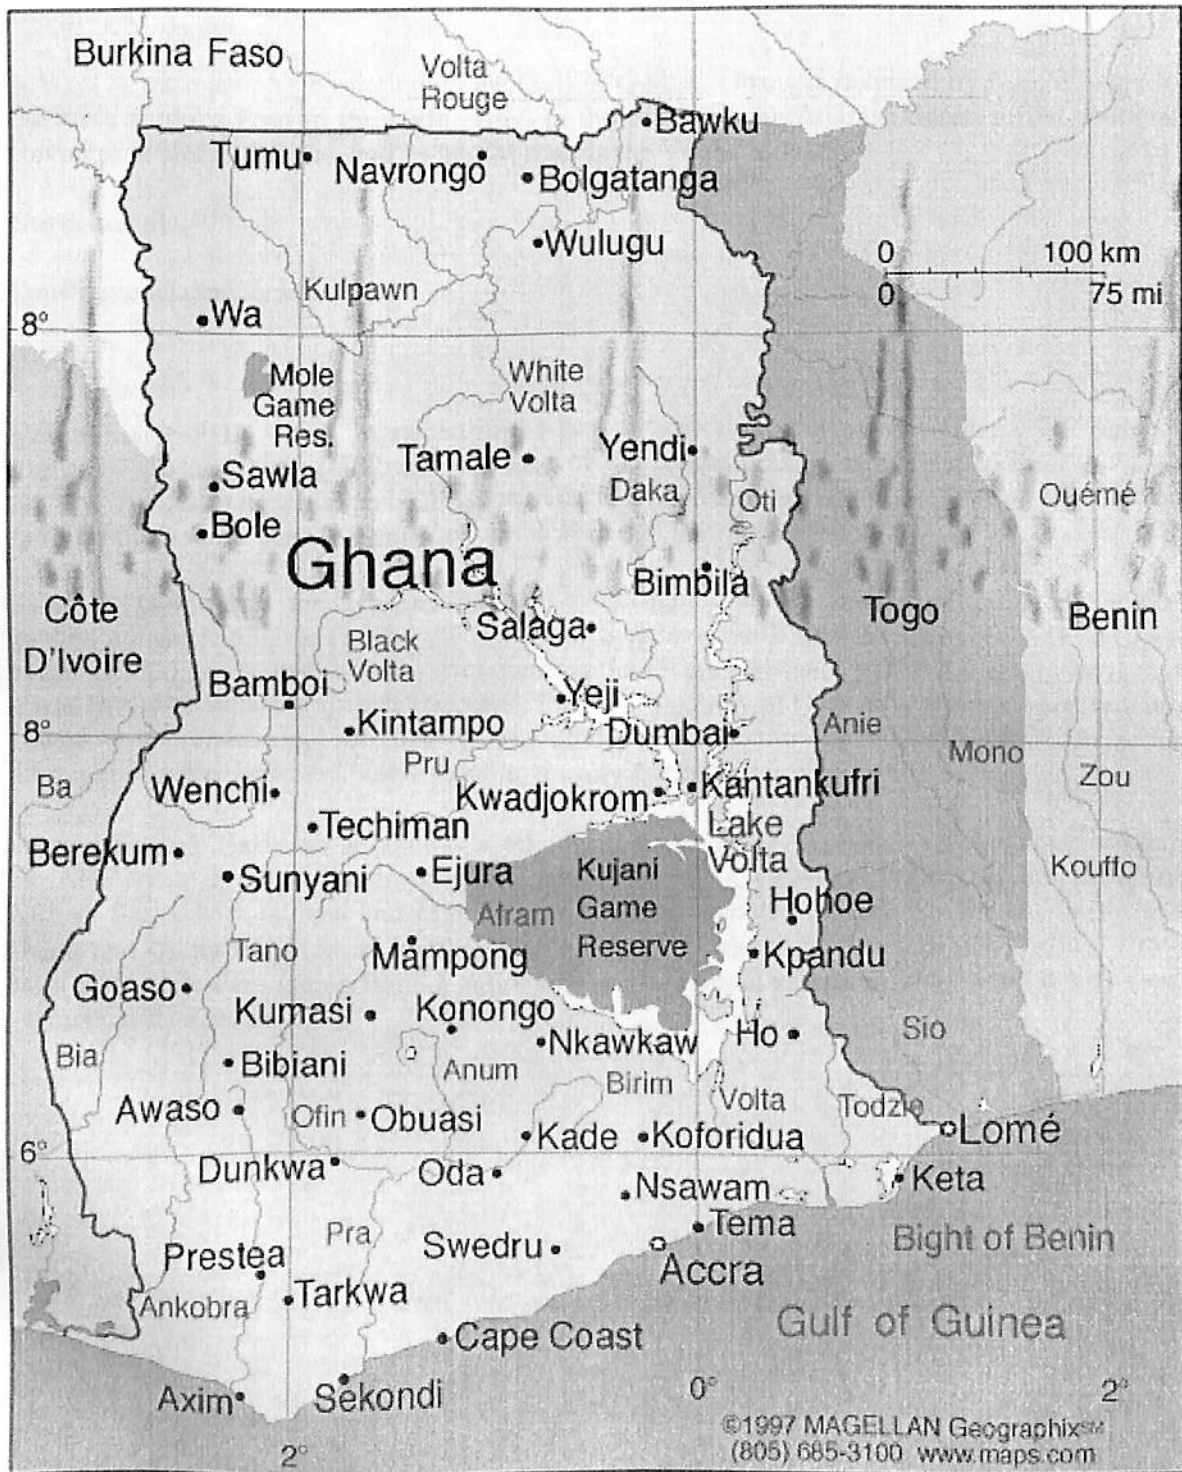 Burkina Faso
Volta
Rouge
Bawku
Tumu
Navrongo
Bolgatanga
Wulugu
0 100 km
0 75 mi
Kulpawn
Wa
8°
Mole
Game
Res.
White
Volta
Tamale
Yendi
Sawla
Daka
Oti
Ouémé
Bole
Ghana
Bimbila
Côte
D'Ivoire
Togo
Benin
Salaga
Black
Volta
Bamboi
Yeji
Kintampo
Dumbai
Anie
8°
Mono
Pru
Ba
Wenchi
Kwadjokrom
Kantankufri
Zou
Techiman
Lake
Volta
Berekum
Sunyani
Ejura
Kujani
Game
Reserve
Kouffo
Afram
Hohoe
Tano
Mampong
Kpandu
Goaso
Kumasi
Konongo
Nkawkaw
Ho
Sio
Bia
Bibiani
Anum
Birim
Awaso
Ofin
Obuasi
Volta
Todzie
Kade
Koforidua
Lomé
6°
Dunkwa
Oda
Nsawam
Keta
Pra
Swedru
Tema
Bight of Benin
Prestea
Accra
Ankobra
Tarkwa
Gulf of Guinea
Cape Coast
Axim
Sekondi
0°
2°
©1997 MAGELLAN Geographix℠
(805) 685-3100 www.maps.com
2°